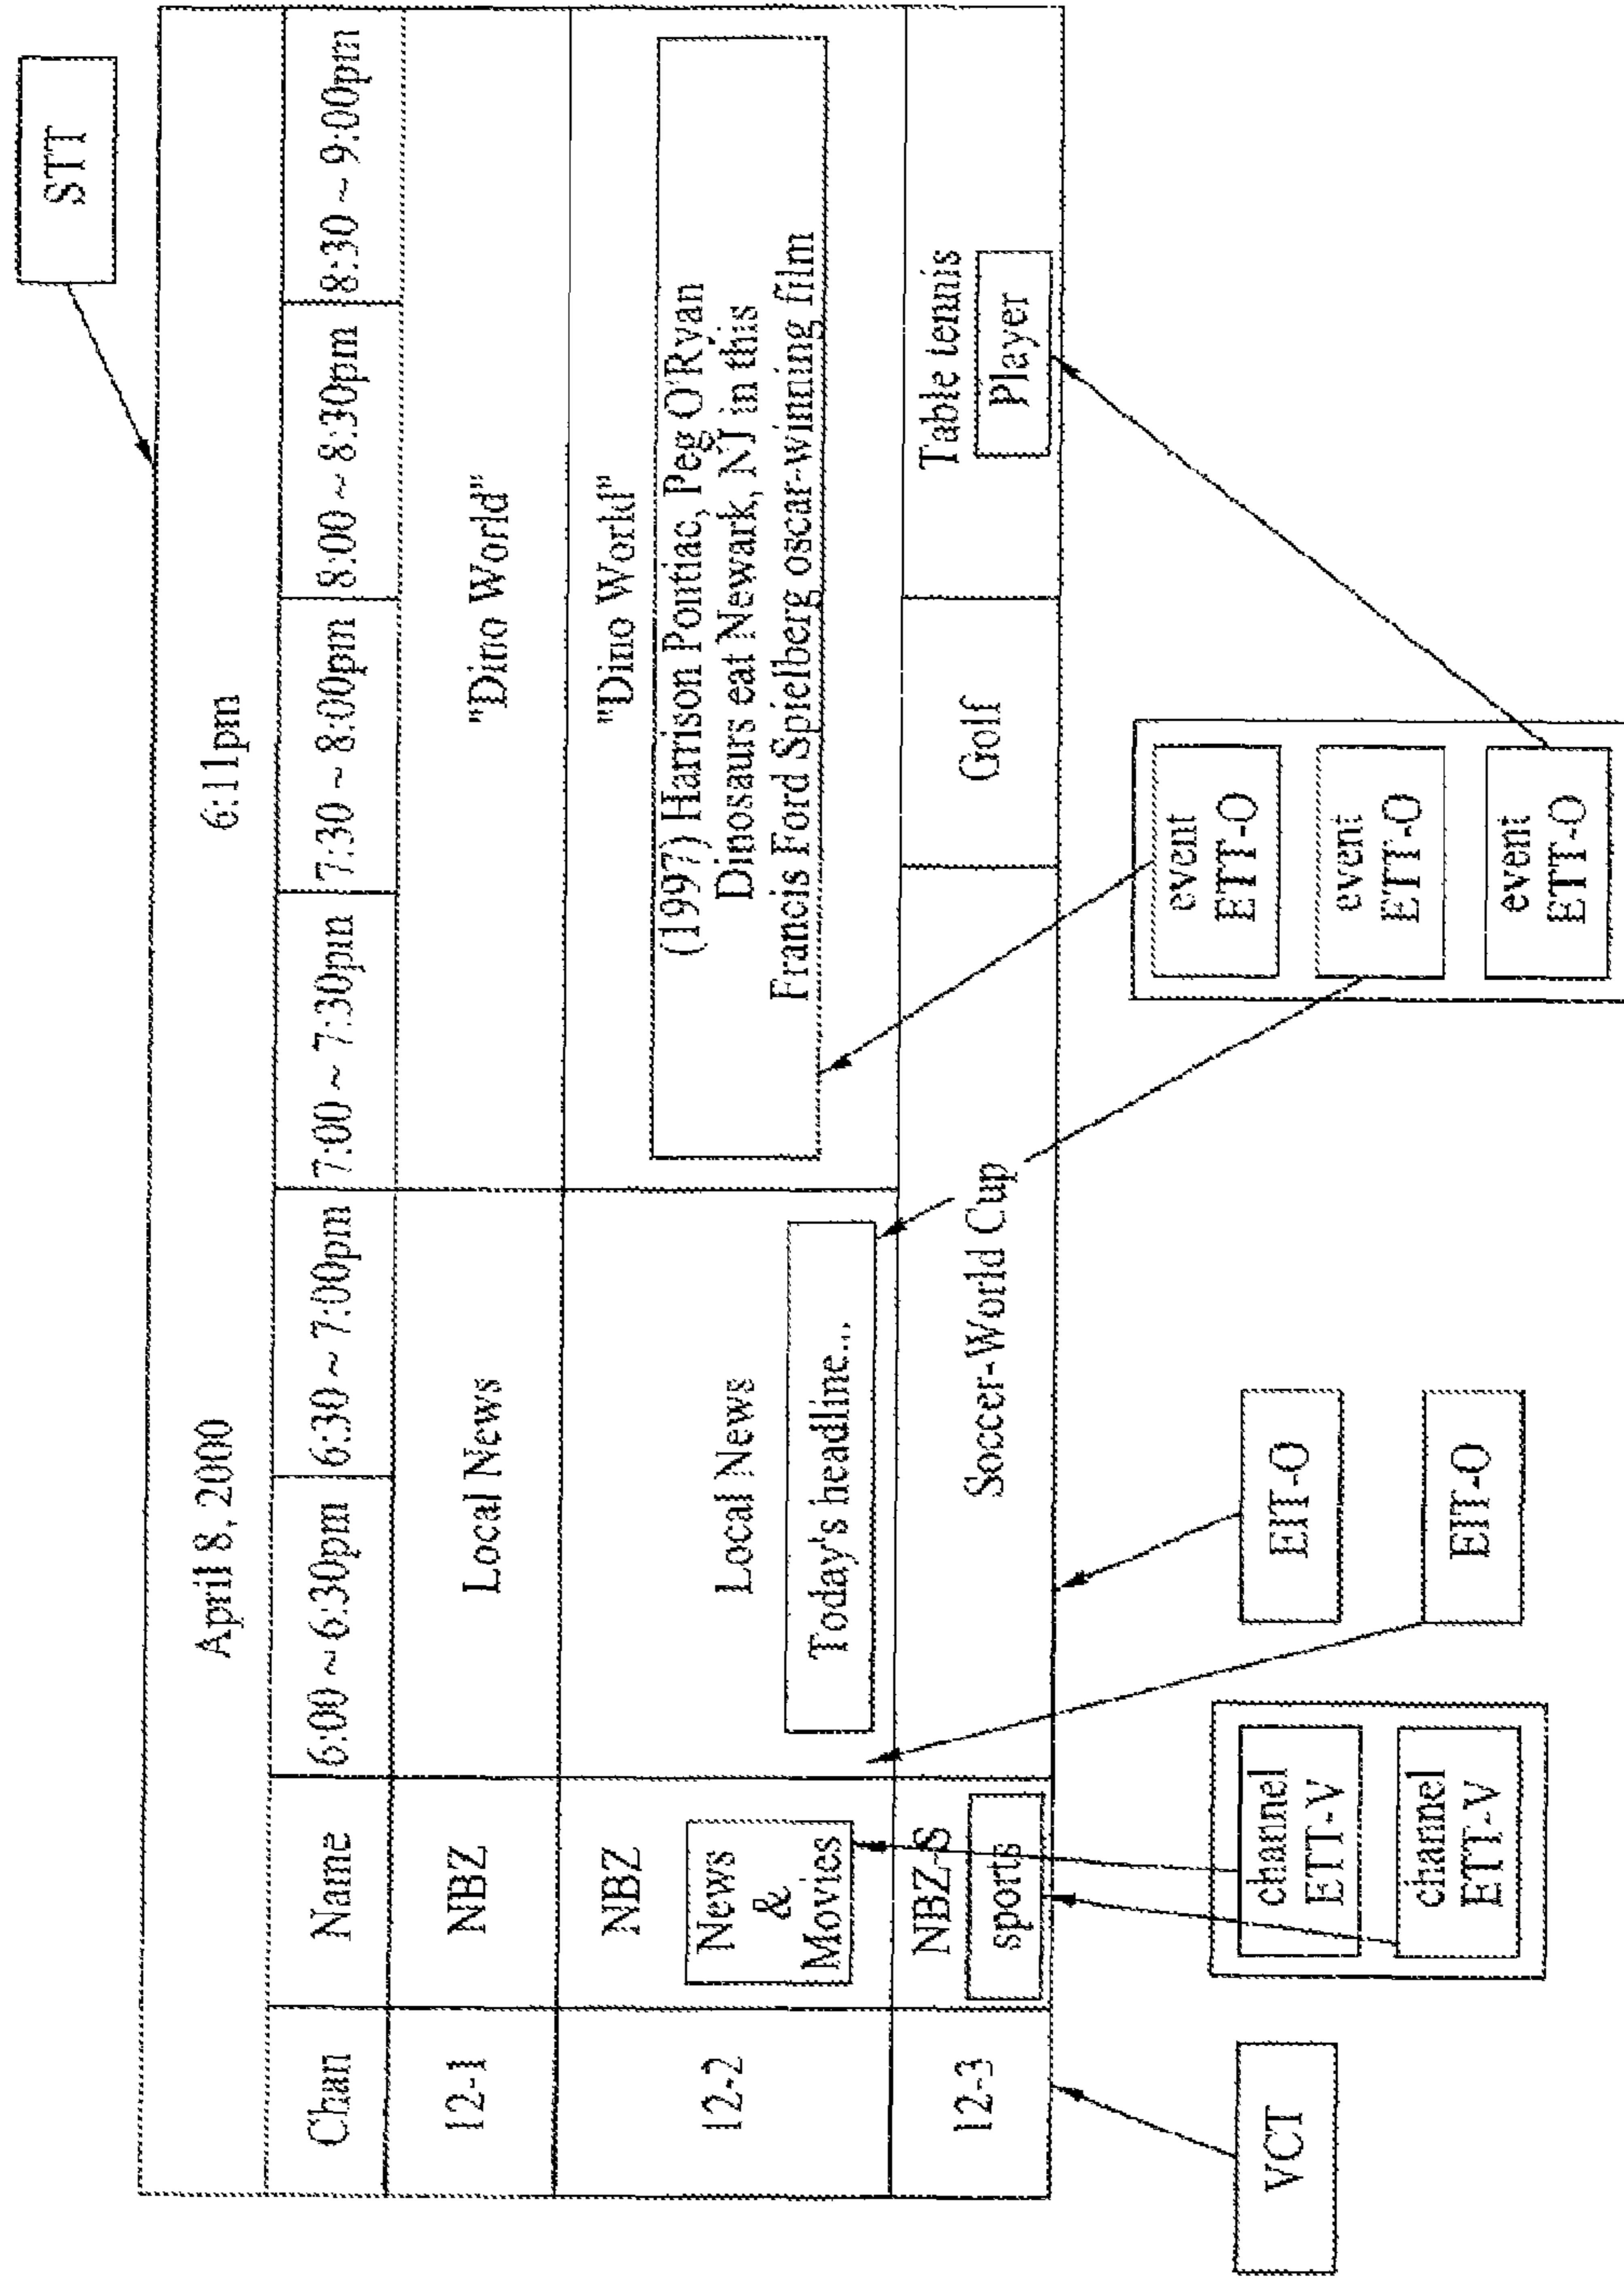 STT
April 8, 2000 6:11pm
Chan Name 6:00 ~ 6:30pm 6:30 ~ 7:00pm 7:00 ~ 7:30pm 7:30 ~ 8:00pm 8:00 ~ 8:30pm 8:30 ~ 9:00pm
12-1 NBZ Local News "Dino World"
12-2 NBZ Local News "Dino World"
News
&
Movies
Today's headline...
(1997) Harrison Pontiac, Peg O'Ryan
Dinosaurs eat Newark, NJ in this
Francis Ford Spielberg oscar-winning film
12-3 NBZ-S Soccer-World Cup Golf Table tennis
sports
Player
VCT
channel
ETT-V
channel
ETT-V
EIT-O
EIT-O
event
ETT-O
event
ETT-O
event
ETT-O